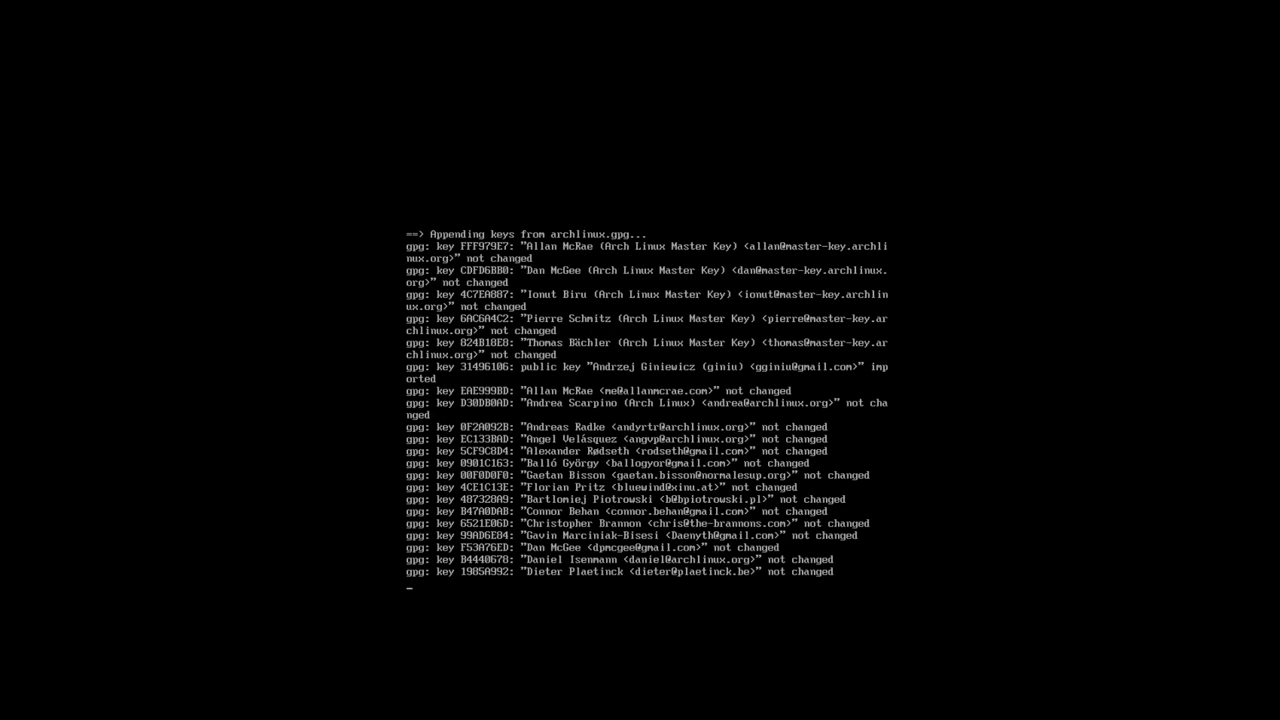 ==> Appending keys from archlinux.gpg...
gpg: key FFF979E7: "Allan McRae (Arch Linux Master Key) <allan@master-key.archli
nux.org>" not changed
gpg: key CDFD6BB0: "Dan McGee (Arch Linux Master Key) <dan@master-key.archlinux.
org>" not changed
gpg: key 4C7EA887: "Ionut Biru (Arch Linux Master Key) <ionut@master-key.archlin
ux.org>" not changed
gpg: key 6AC6A4C2: "Pierre Schmitz (Arch Linux Master Key) <pierre@master-key.ar
chlinux.org>" not changed
gpg: key 824B18E8: "Thomas Bächler (Arch Linux Master Key) <thomas@master-key.ar
chlinux.org>" not changed
gpg: key 31496106: public key "Andrzej Giniewicz (giniu) <gginiu@gmail.com>" imp
orted
gpg: key EAE999BD: "Allan McRae <me@allanmcrae.com>" not changed
gpg: key D30DB0AD: "Andrea Scarpino (Arch Linux) <andrea@archlinux.org>" not cha
nged
gpg: key 0F2A092B: "Andreas Radke <andyrtr@archlinux.org>" not changed
gpg: key EC133BAD: "Angel Velásquez <angvp@archlinux.org>" not changed
gpg: key 5CF9C8D4: "Alexander Rødseth <rodseth@gmail.com>" not changed
gpg: key 0901C163: "Balló György <ballogyor@gmail.com>" not changed
gpg: key 00F0D0F0: "Gaetan Bisson <gaetan.bisson@normalesup.org>" not changed
gpg: key 4CE1C13E: "Florian Pritz <bluewind@xinu.at>" not changed
gpg: key 487328A9: "Bartlomiej Piotrowski <b@bpiotrowski.pl>" not changed
gpg: key B47A0DAB: "Connor Behan <connor.behan@gmail.com>" not changed
gpg: key 6521E06D: "Christopher Brannon <chris@the-brannons.com>" not changed
gpg: key 99AD6E84: "Gavin Marciniak-Bisesi <Daenyth@gmail.com>" not changed
gpg: key F53A76ED: "Dan McGee <dpmcgee@gmail.com>" not changed
gpg: key B4440678: "Daniel Isenmann <daniel@archlinux.org>" not changed
gpg: key 1985A992: "Dieter Plaetinck <dieter@plaetinck.be>" not changed
_